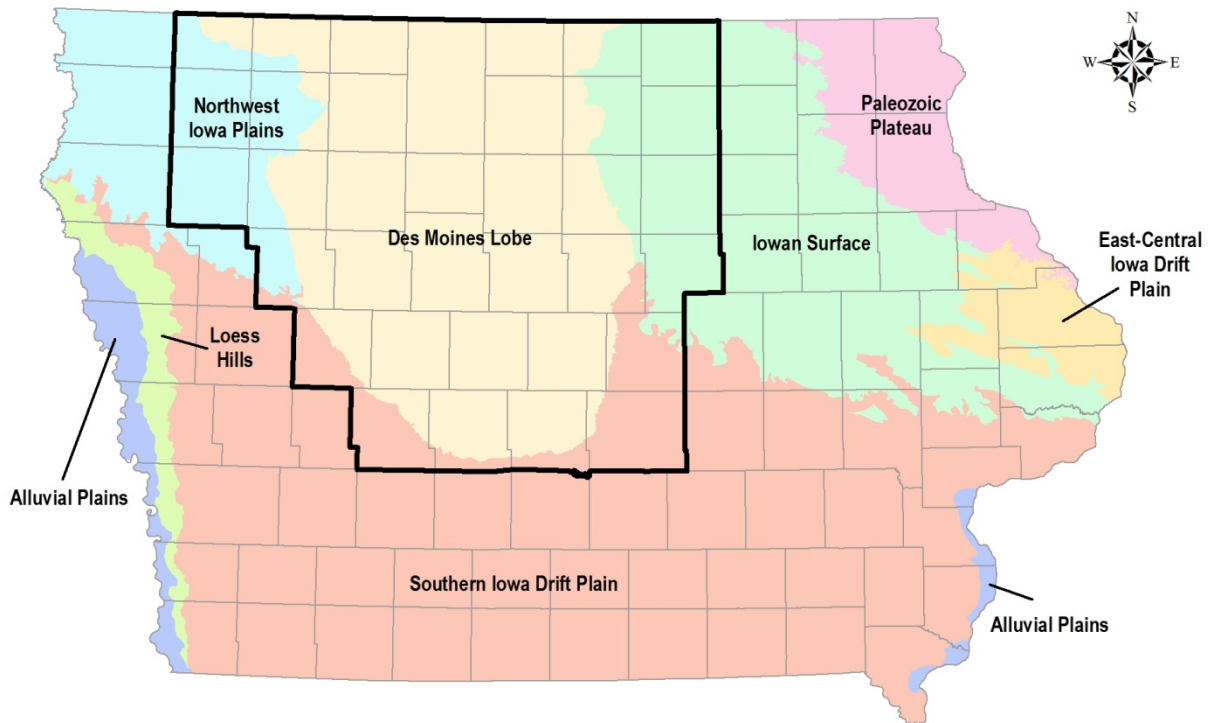 N
W E
S
Northwest
Iowa Plains
Paleozoic
Plateau
Des Moines Lobe
Iowan Surface
East-Central
Iowa Drift
Plain
Loess
Hills
Alluvial Plains
Southern Iowa Drift Plain
Alluvial Plains